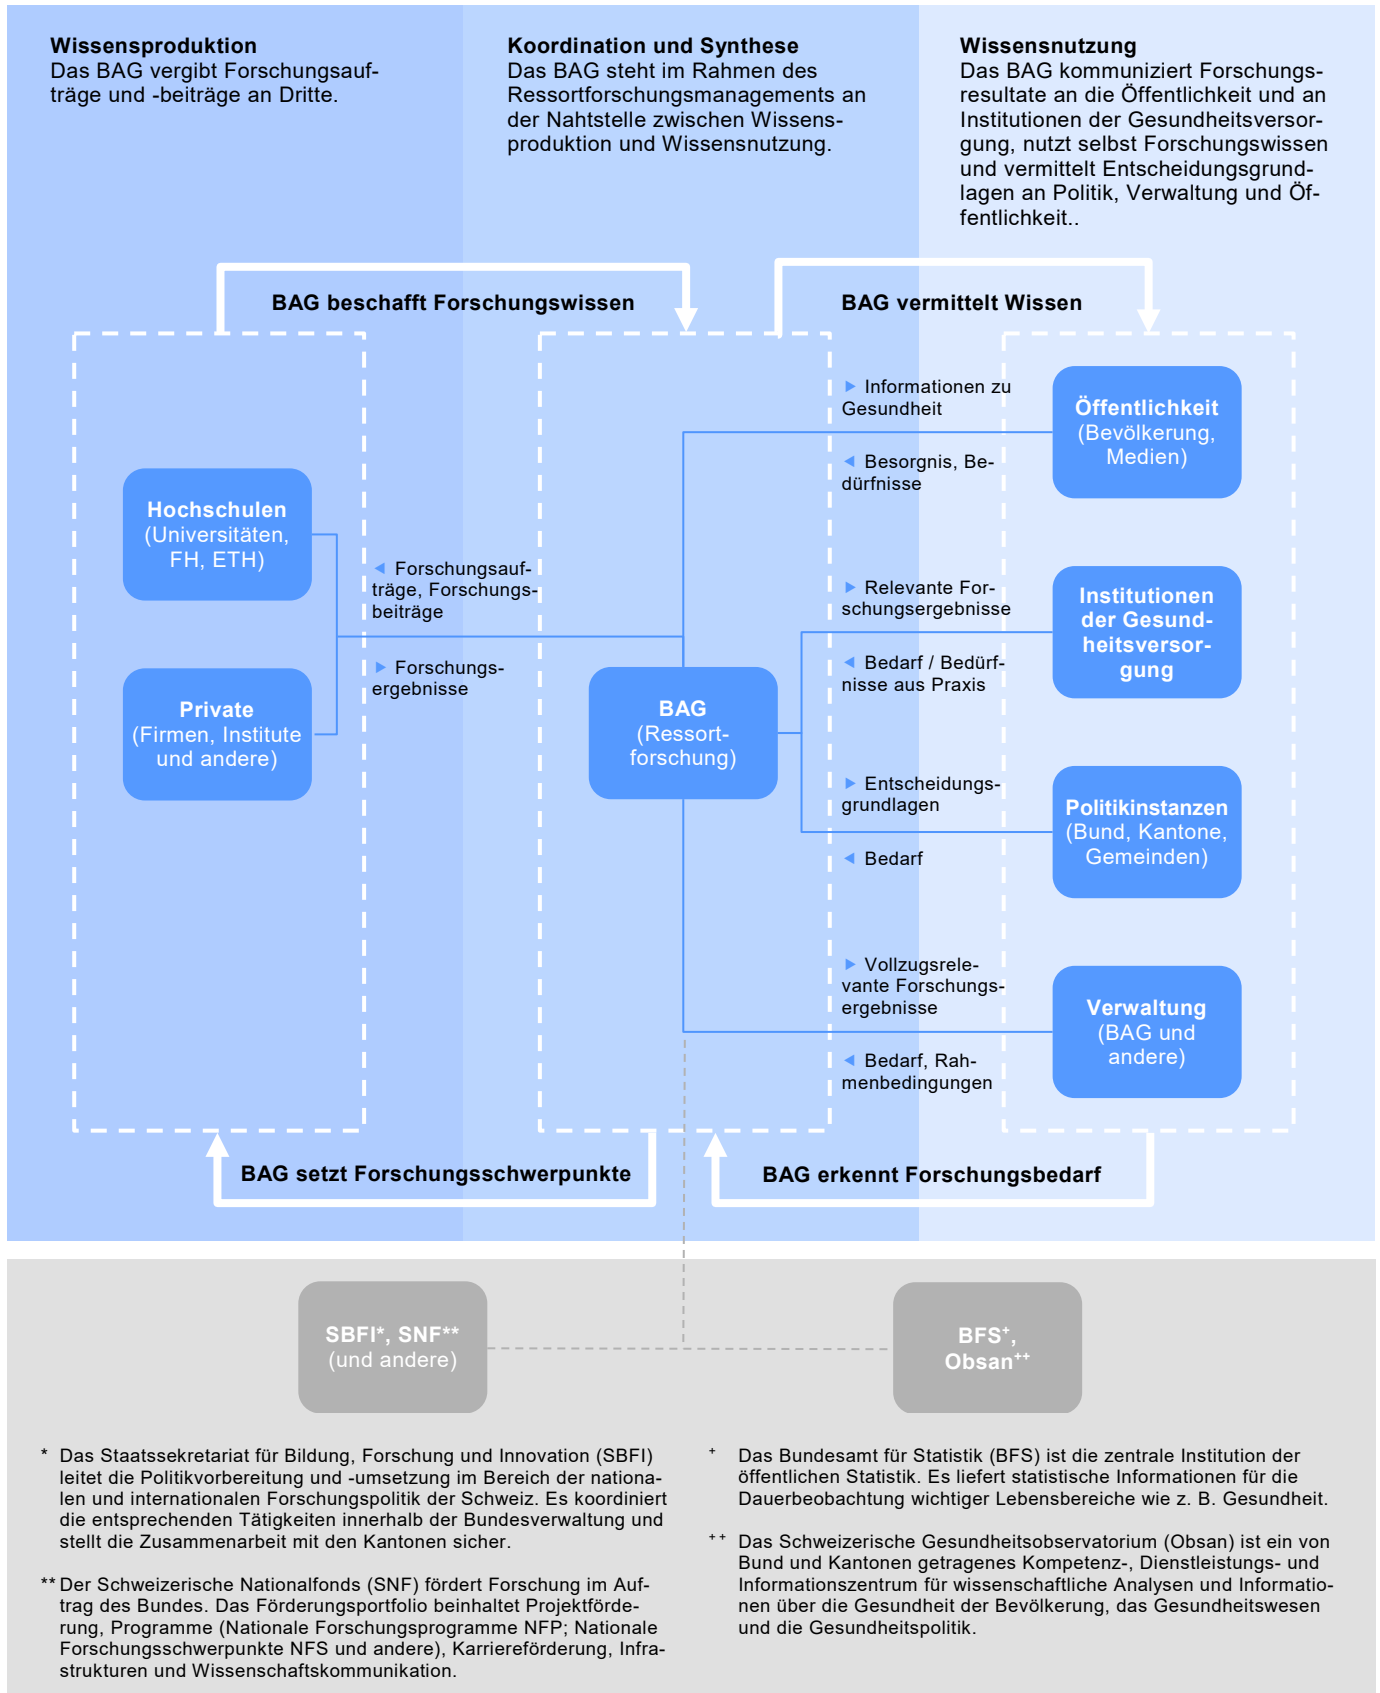 Wissensproduktion
Das BAG vergibt Forschungsauf-
träge und -beiträge an Dritte.
Koordination und Synthese
Das BAG steht im Rahmen des
Ressortforschungsmanagements an
der Nahtstelle zwischen Wissens-
produktion und Wissensnutzung.
Wissensnutzung
Das BAG kommuniziert Forschungs-
resultate an die Öffentlichkeit und an
Institutionen der Gesundheitsversor-
gung, nutzt selbst Forschungswissen
und vermittelt Entscheidungsgrund-
lagen an Politik, Verwaltung und Öf-
fentlichkeit..
BAG beschafft Forschungswissen
BAG vermittelt Wissen
Hochschulen
(Universitäten,
FH, ETH)
Private
(Firmen, Institute
und andere)
◄ Forschungsauf-
träge, Forschungs-
beiträge
► Forschungs-
ergebnisse
BAG
(Ressort-
forschung)
► Informationen zu
Gesundheit
◄ Besorgnis, Be-
dürfnisse
► Relevante For-
schungsergebnisse
◄ Bedarf / Bedürf-
nisse aus Praxis
► Entscheidungs-
grundlagen
◄ Bedarf
► Vollzugsrele-
vante Forschungs-
ergebnisse
◄ Bedarf, Rah-
menbedingungen
Öffentlichkeit
(Bevölkerung,
Medien)
Institutionen
der Gesund-
heitsversor-
gung
Politikinstanzen
(Bund, Kantone,
Gemeinden)
Verwaltung
(BAG und
andere)
BAG setzt Forschungsschwerpunkte
BAG erkennt Forschungsbedarf
SBFI*, SNF**
(und andere)
BFS+,
Obsan++
* Das Staatssekretariat für Bildung, Forschung und Innovation (SBFI)
leitet die Politikvorbereitung und -umsetzung im Bereich der nationa-
len und internationalen Forschungspolitik der Schweiz. Es koordiniert
die entsprechenden Tätigkeiten innerhalb der Bundesverwaltung und
stellt die Zusammenarbeit mit den Kantonen sicher.
** Der Schweizerische Nationalfonds (SNF) fördert Forschung im Auf-
trag des Bundes. Das Förderungsportfolio beinhaltet Projektförde-
rung, Programme (Nationale Forschungsprogramme NFP; Nationale
Forschungsschwerpunkte NFS und andere), Karriereförderung, Infra-
strukturen und Wissenschaftskommunikation.
+ Das Bundesamt für Statistik (BFS) ist die zentrale Institution der
öffentlichen Statistik. Es liefert statistische Informationen für die
Dauerbeobachtung wichtiger Lebensbereiche wie z. B. Gesundheit.
++ Das Schweizerische Gesundheitsobservatorium (Obsan) ist ein von
Bund und Kantonen getragenes Kompetenz-, Dienstleistungs- und
Informationszentrum für wissenschaftliche Analysen und Informatio-
nen über die Gesundheit der Bevölkerung, das Gesundheitswesen
und die Gesundheitspolitik.